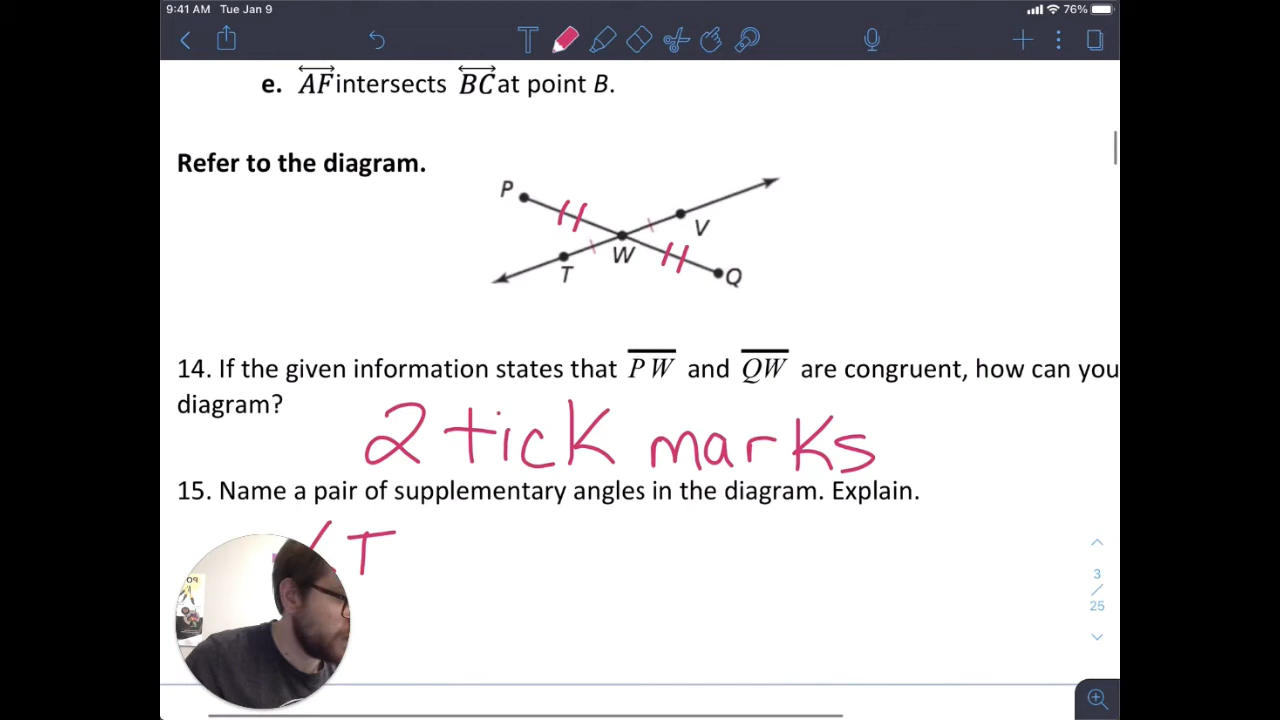 9:41 AM Tue Jan 9
76%
e. AF intersects BC at point B.
Refer to the diagram.
P
V
W
T
Q
14. If the given information states that PW and QW are congruent, how can you
diagram?
2 tick marks
15. Name a pair of supplementary angles in the diagram. Explain.
∠T
3
/
25